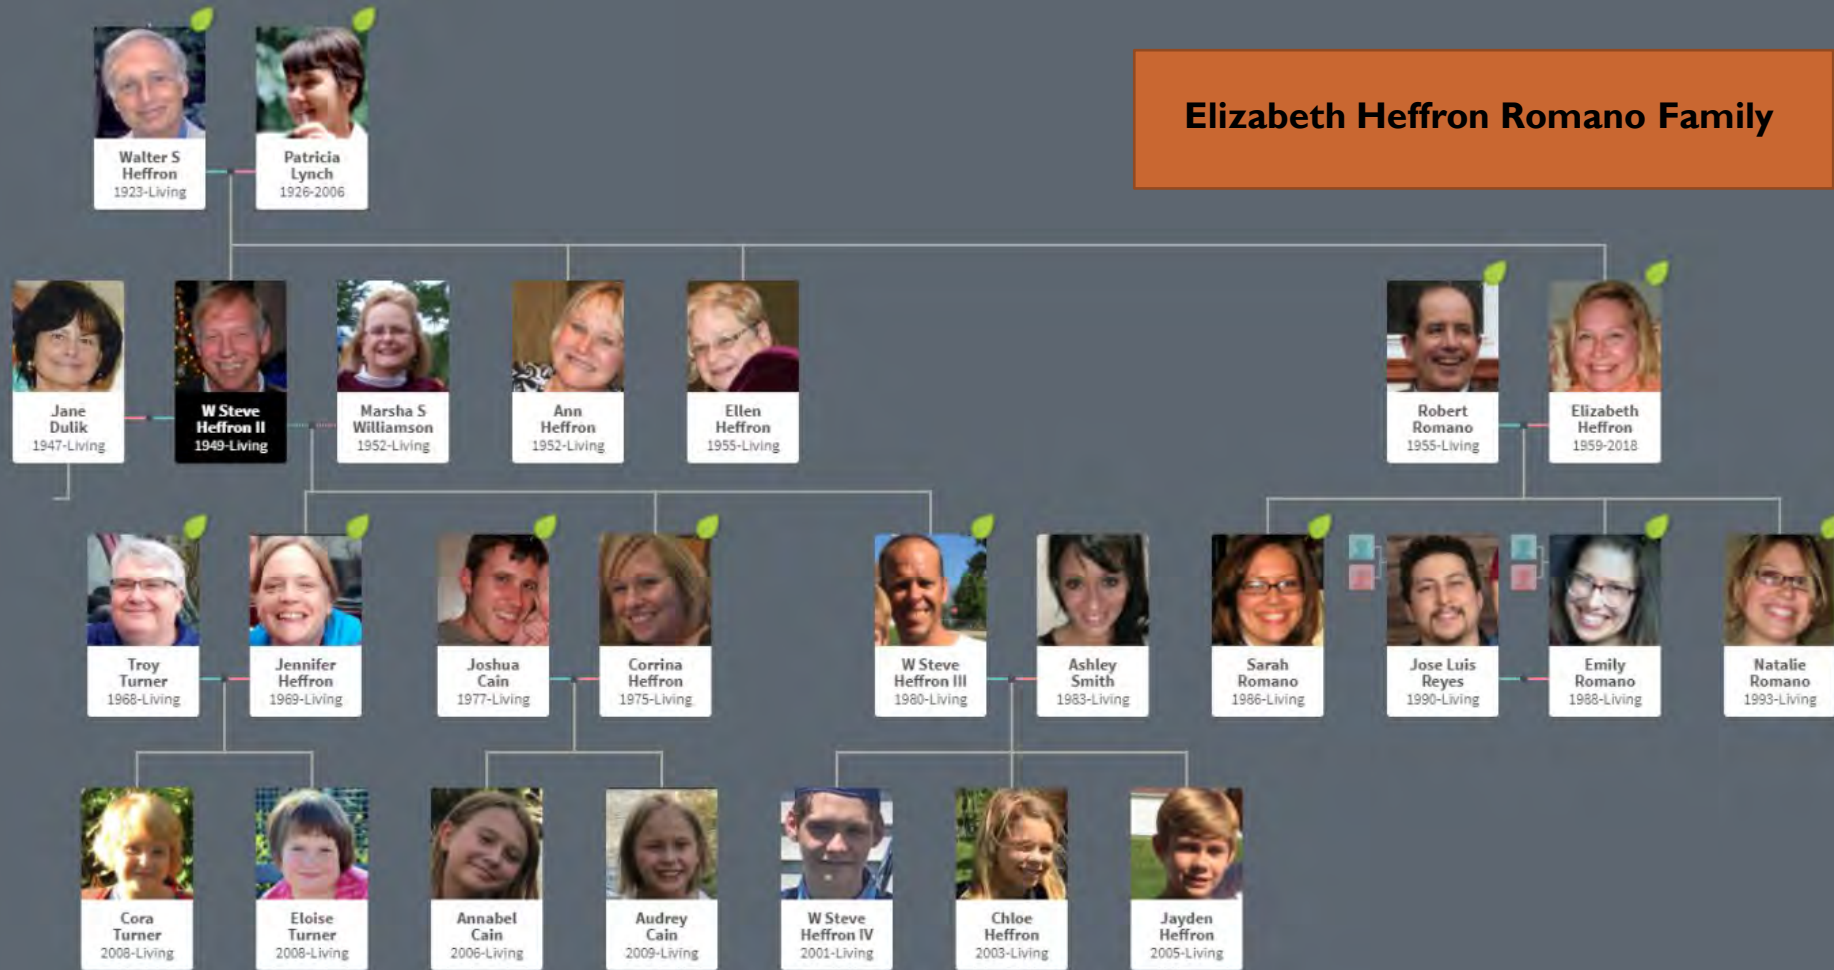 Elizabeth Heffron Romano Family
Walter S
Heffron
1923-Living
Patricia
Lynch
1926-2006
Jane
Dulik
1947-Living
W Steve
Heffron II
1949-Living
Marsha S
Williamson
1952-Living
Ann
Heffron
1952-Living
Ellen
Heffron
1955-Living
Robert
Romano
1955-Living
Elizabeth
Heffron
1959-2018
Troy
Turner
1968-Living
Jennifer
Heffron
1969-Living
Joshua
Cain
1977-Living
Corrina
Heffron
1975-Living
W Steve
Heffron III
1980-Living
Ashley
Smith
1983-Living
Sarah
Romano
1986-Living
Jose Luis
Reyes
1990-Living
Emily
Romano
1988-Living
Natalie
Romano
1993-Living
Cora
Turner
2008-Living
Eloise
Turner
2008-Living
Annabel
Cain
2006-Living
Audrey
Cain
2009-Living
W Steve
Heffron IV
2001-Living
Chloe
Heffron
2003-Living
Jayden
Heffron
2005-Living